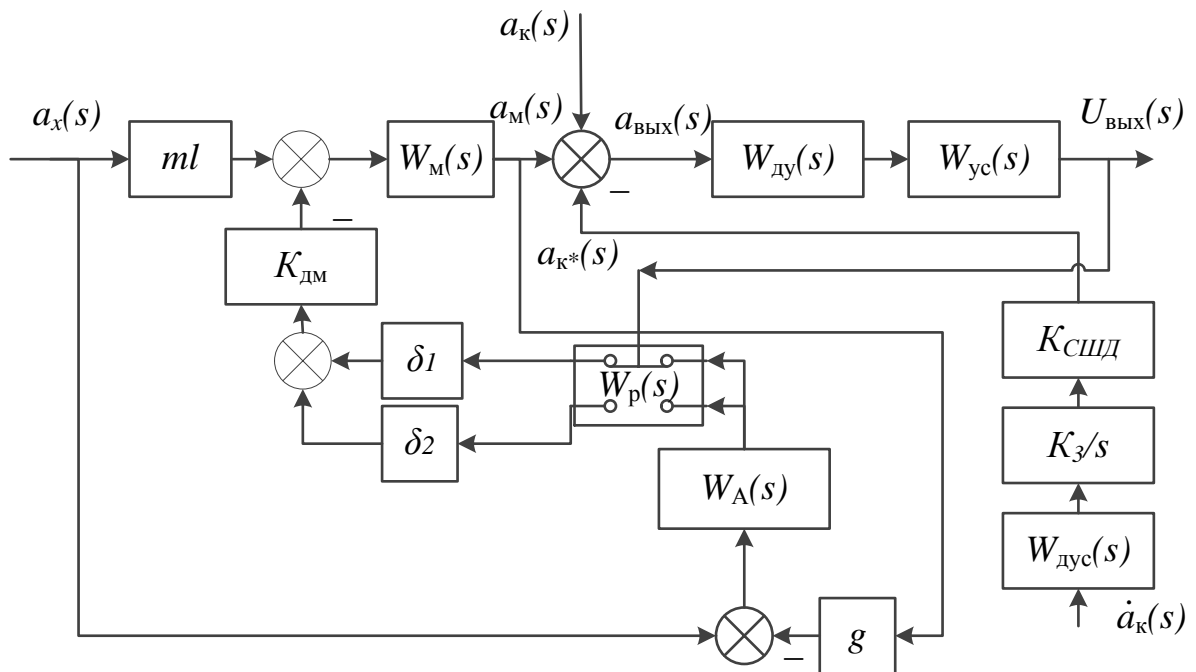 aк(s)
ax(s)
aм(s)
aвых(s)
Uвых(s)
ml
Wм(s)
Wду(s)
Wус(s)
–
–
Kдм
aк*(s)
KСШД
δ1
Wр(s)
δ2
KЗ/s
WА(s)
Wдус(s)
ȧк(s)
g
–